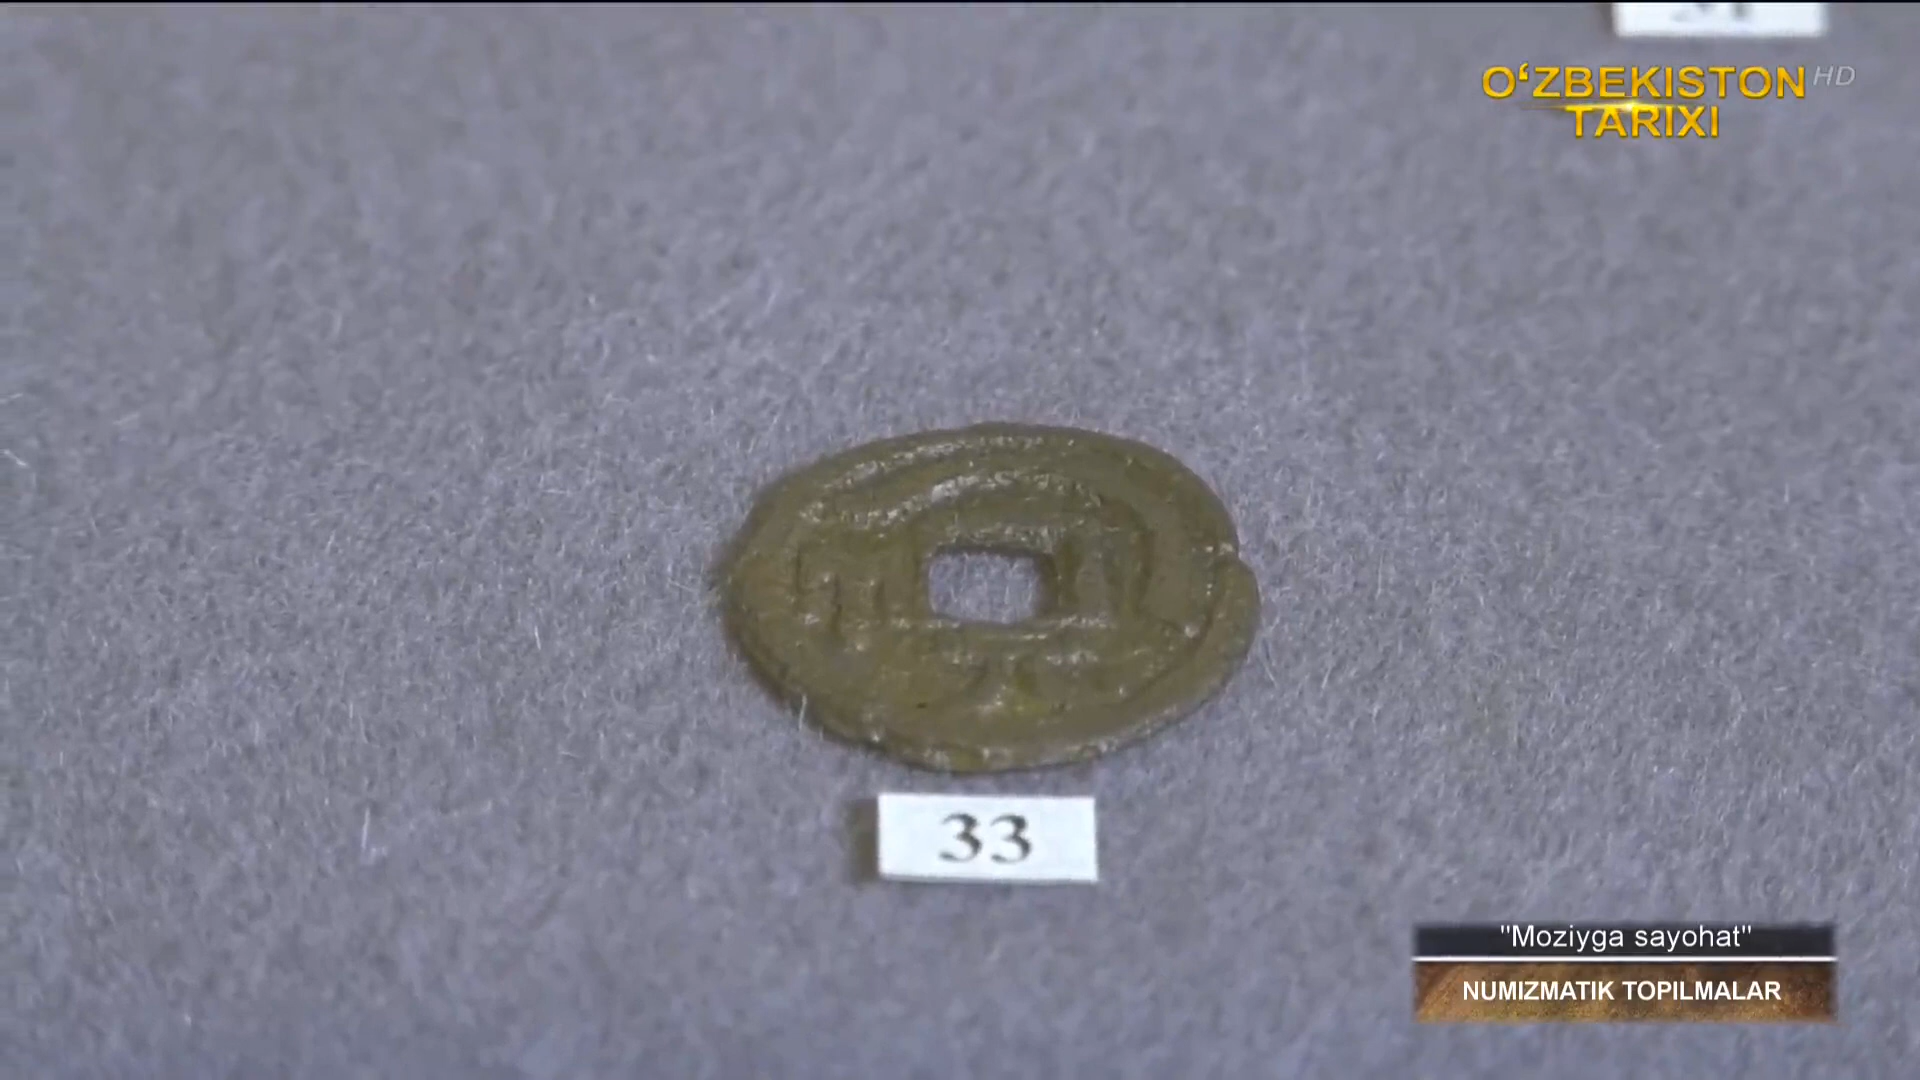 O‘ZBEKISTON HD
TARIXI
33
"Moziyga sayohat"
NUMIZMATIK TOPILMALAR